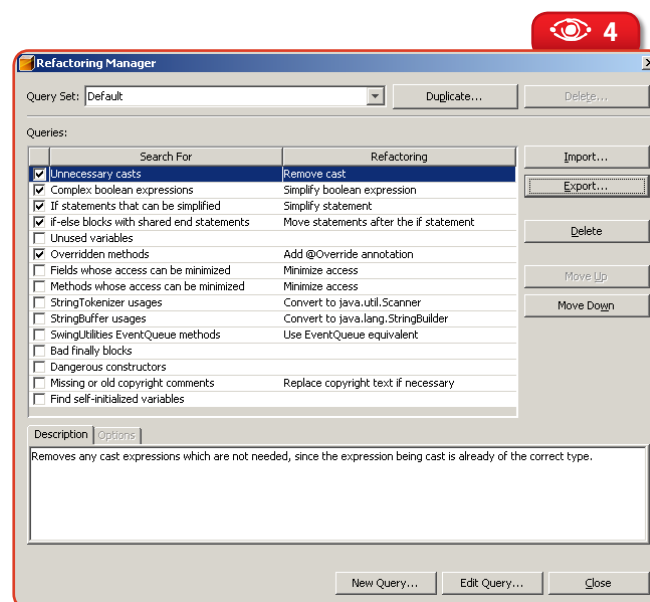 4
Refactoring Manager
Query Set: Default Duplicate... Delete...
Queries:
Search For Refactoring
Unnecessary casts Remove cast
Complex boolean expressions Simplify boolean expression
If statements that can be simplified Simplify statement
if-else blocks with shared end statements Move statements after the if statement
Unused variables
Overridden methods Add @Override annotation
Fields whose access can be minimized Minimize access
Methods whose access can be minimized Minimize access
StringTokenizer usages Convert to java.util.Scanner
StringBuffer usages Convert to java.lang.StringBuilder
SwingUtilities EventQueue methods Use EventQueue equivalent
Bad finally blocks
Dangerous constructors
Missing or old copyright comments Replace copyright text if necessary
Find self-initialized variables
Import...
Export...
Delete
Move Up
Move Down
Description Options
Removes any cast expressions which are not needed, since the expression being cast is already of the correct type.
New Query... Edit Query... Close